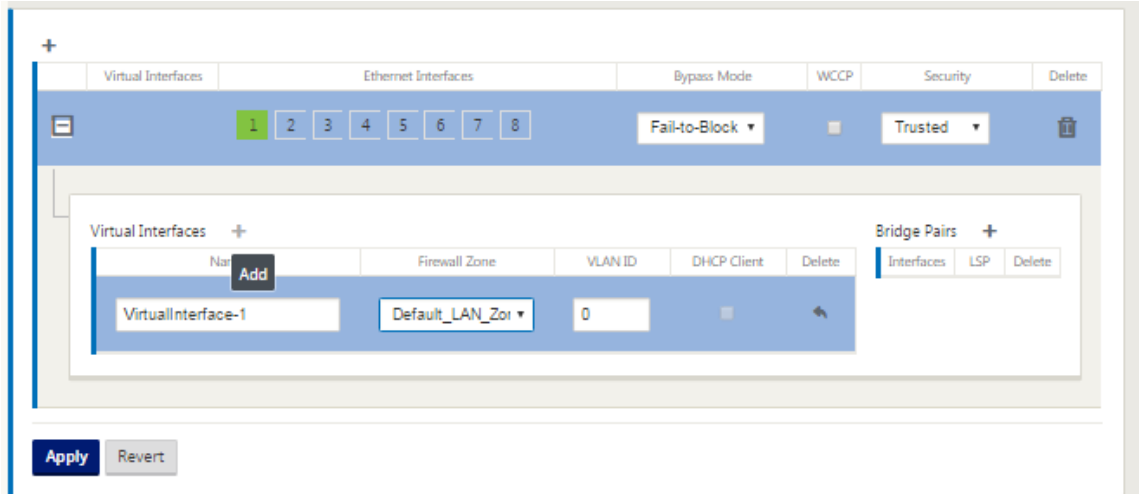 +
Virtual Interfaces Ethernet Interfaces Bypass Mode WCCP Security Delete
1 2 3 4 5 6 7 8 Fail-to-Block Trusted
Virtual Interfaces + Bridge Pairs +
Firewall Zone VLAN ID DHCP Client Delete Interfaces LSP Delete
Add
VirtualInterface-1 Default_LAN_Zor 0
Apply Revert